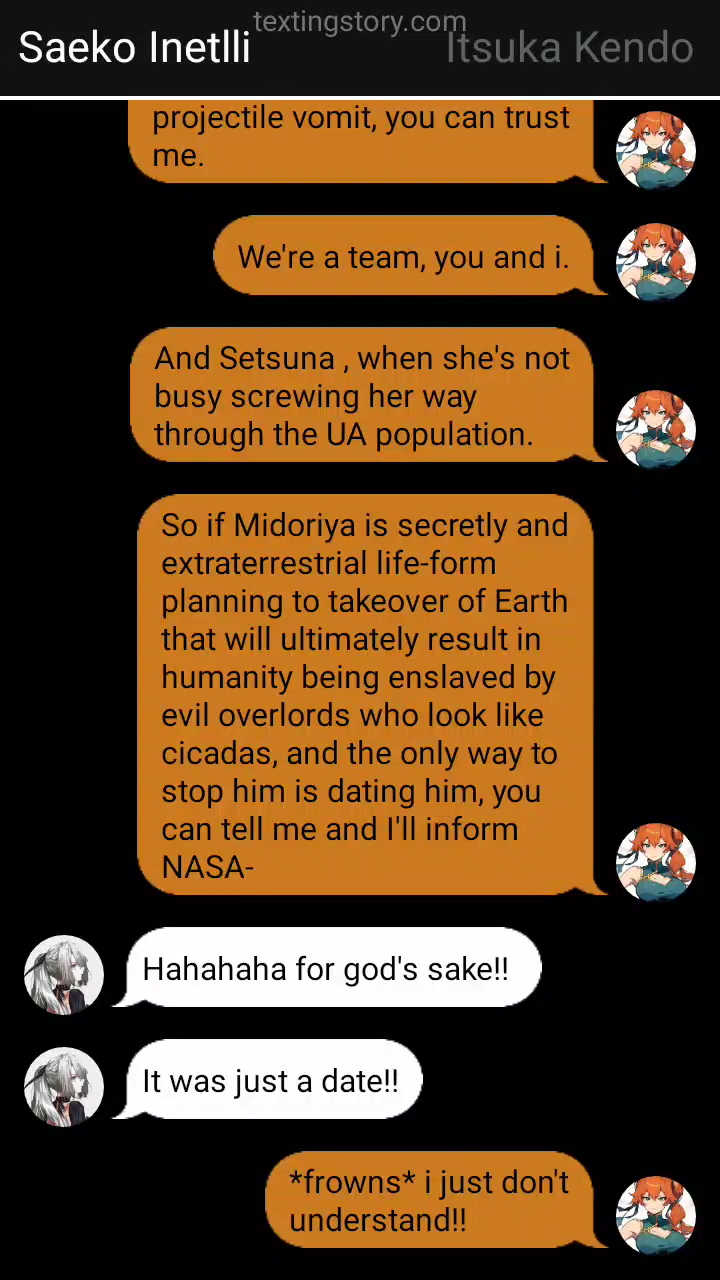 textingstory.com
Saeko Inetlli
Itsuka Kendo
projectile vomit, you can trust
me.
We're a team, you and i.
And Setsuna , when she's not
busy screwing her way
through the UA population.
So if Midoriya is secretly and
extraterrestrial life-form
planning to takeover of Earth
that will ultimately result in
humanity being enslaved by
evil overlords who look like
cicadas, and the only way to
stop him is dating him, you
can tell me and I'll inform
NASA-
Hahahaha for god's sake!!
It was just a date!!
*frowns* i just don't
understand!!